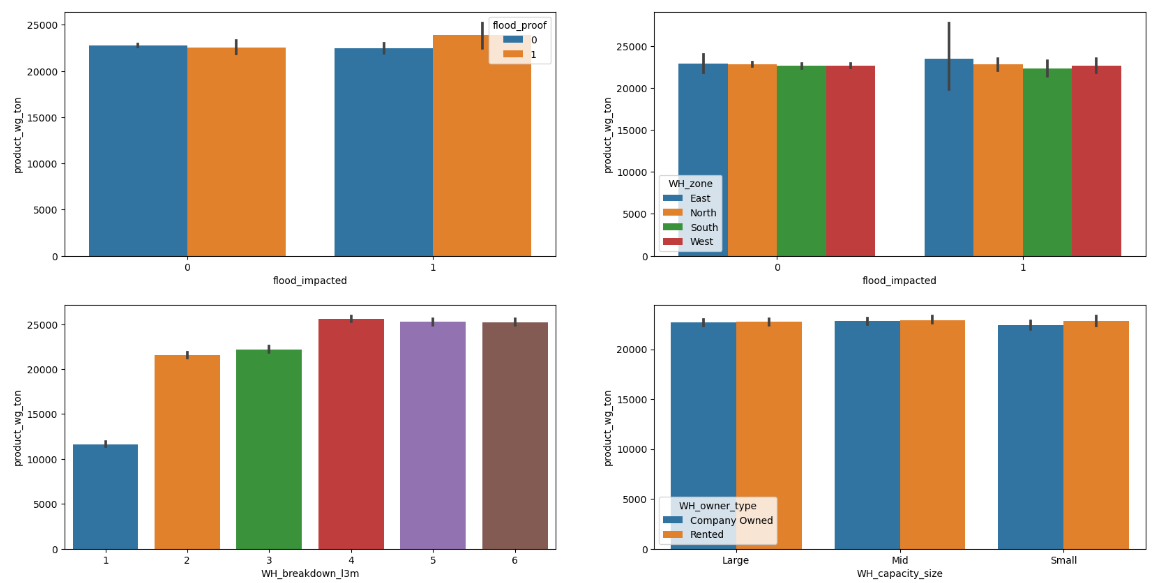 25000
20000
15000
10000
5000
0
product_wg_ton
flood_proof
0
1
0
1
flood_impacted
25000
20000
15000
10000
5000
0
product_wg_ton
WH_zone
East
North
South
West
0
1
flood_impacted
25000
20000
15000
10000
5000
0
product_wg_ton
1
2
3
4
5
6
WH_breakdown_l3m
20000
15000
10000
5000
0
product_wg_ton
WH_owner_type
Company Owned
Rented
Large
Mid
Small
WH_capacity_size